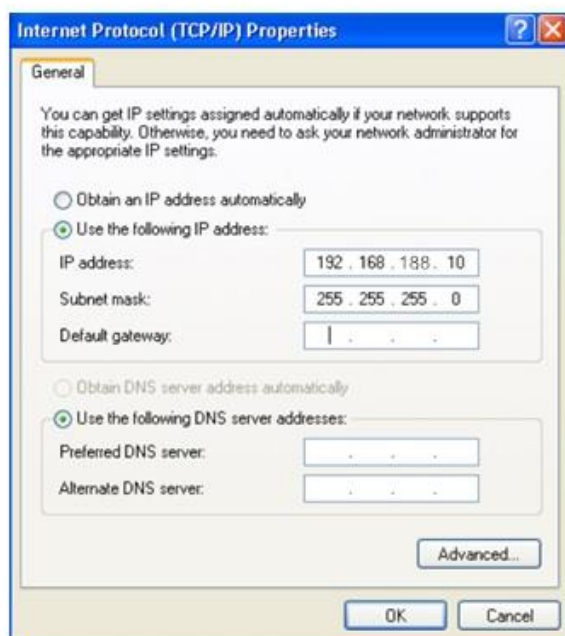 Internet Protocol (TCP/IP) Properties
General
You can get IP settings assigned automatically if your network supports
this capability. Otherwise, you need to ask your network administrator for
the appropriate IP settings.
Obtain an IP address automatically
Use the following IP address:
IP address: 192 . 168 . 188 . 10
Subnet mask: 255 . 255 . 255 . 0
Default gateway: . . .
Obtain DNS server address automatically
Use the following DNS server addresses:
Preferred DNS server: . . .
Alternate DNS server: . . .
Advanced...
OK Cancel